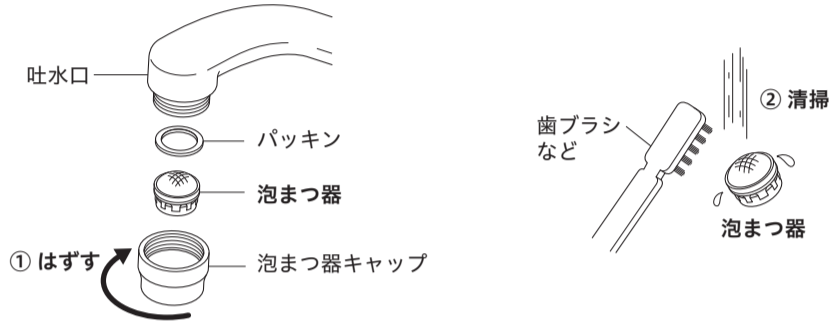 吐水口
パッキン
泡まつ器
① はずす
泡まつ器キャップ
歯ブラシ
など
② 清掃
泡まつ器